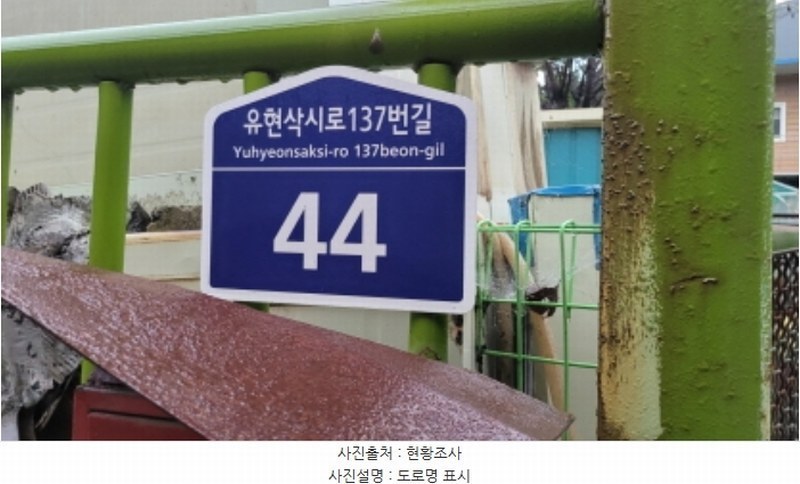 유현삭시로137번길
Yuhyeonsaksi-ro 137beon-gil
44
사진출처 : 현황조사
사진설명 : 도로명 표시